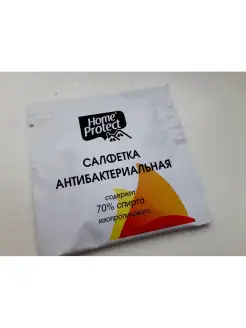 Home
Protect
САЛФЕТКА
АНТИБАКТЕРИАЛЬНАЯ
содержит
70% спирта
изопропилового